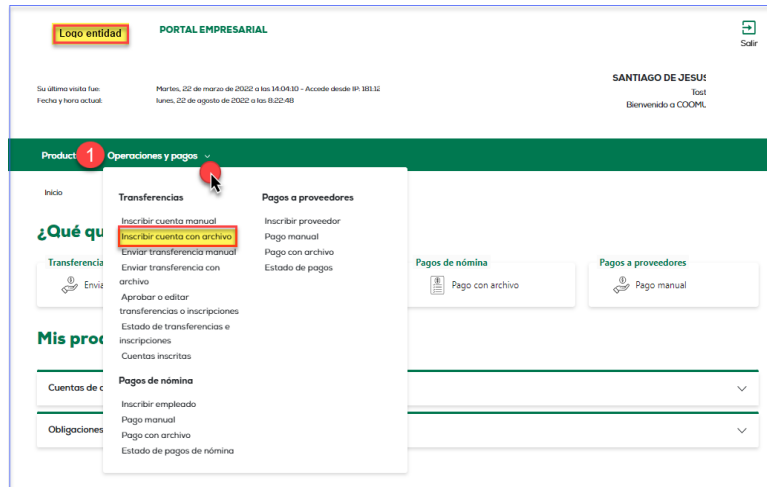 Logo entidad
PORTAL EMPRESARIAL
Salir
SANTIAGO DE JESUS
Su última visita fue: Martes, 22 de marzo de 2022 a las 14:04:10 - Accede desde IP: 181.12
Tost
Fecha y hora actual: lunes, 22 de agosto de 2022 a las 8:22:48
Bienvenido a COOML
Product 1 Operaciones y pagos
Inicio
Transferencias
Inscribir cuenta manual
Inscribir cuenta con archivo
Enviar transferencia manual
Enviar transferencia con
archivo
Aprobar o editar
transferencias o inscripciones
Estado de transferencias e
inscripciones
Cuentas inscritas
Pagos de nómina
Inscribir empleado
Pago manual
Pago con archivo
Estado de pagos de nómina
Pagos a proveedores
Inscribir proveedor
Pago manual
Pago con archivo
Estado de pagos
¿Qué qu
Transferencia
Envia
Pagos de nómina
Pago con archivo
Pagos a proveedores
Pago manual
Mis prod
Cuentas de c
Obligaciones